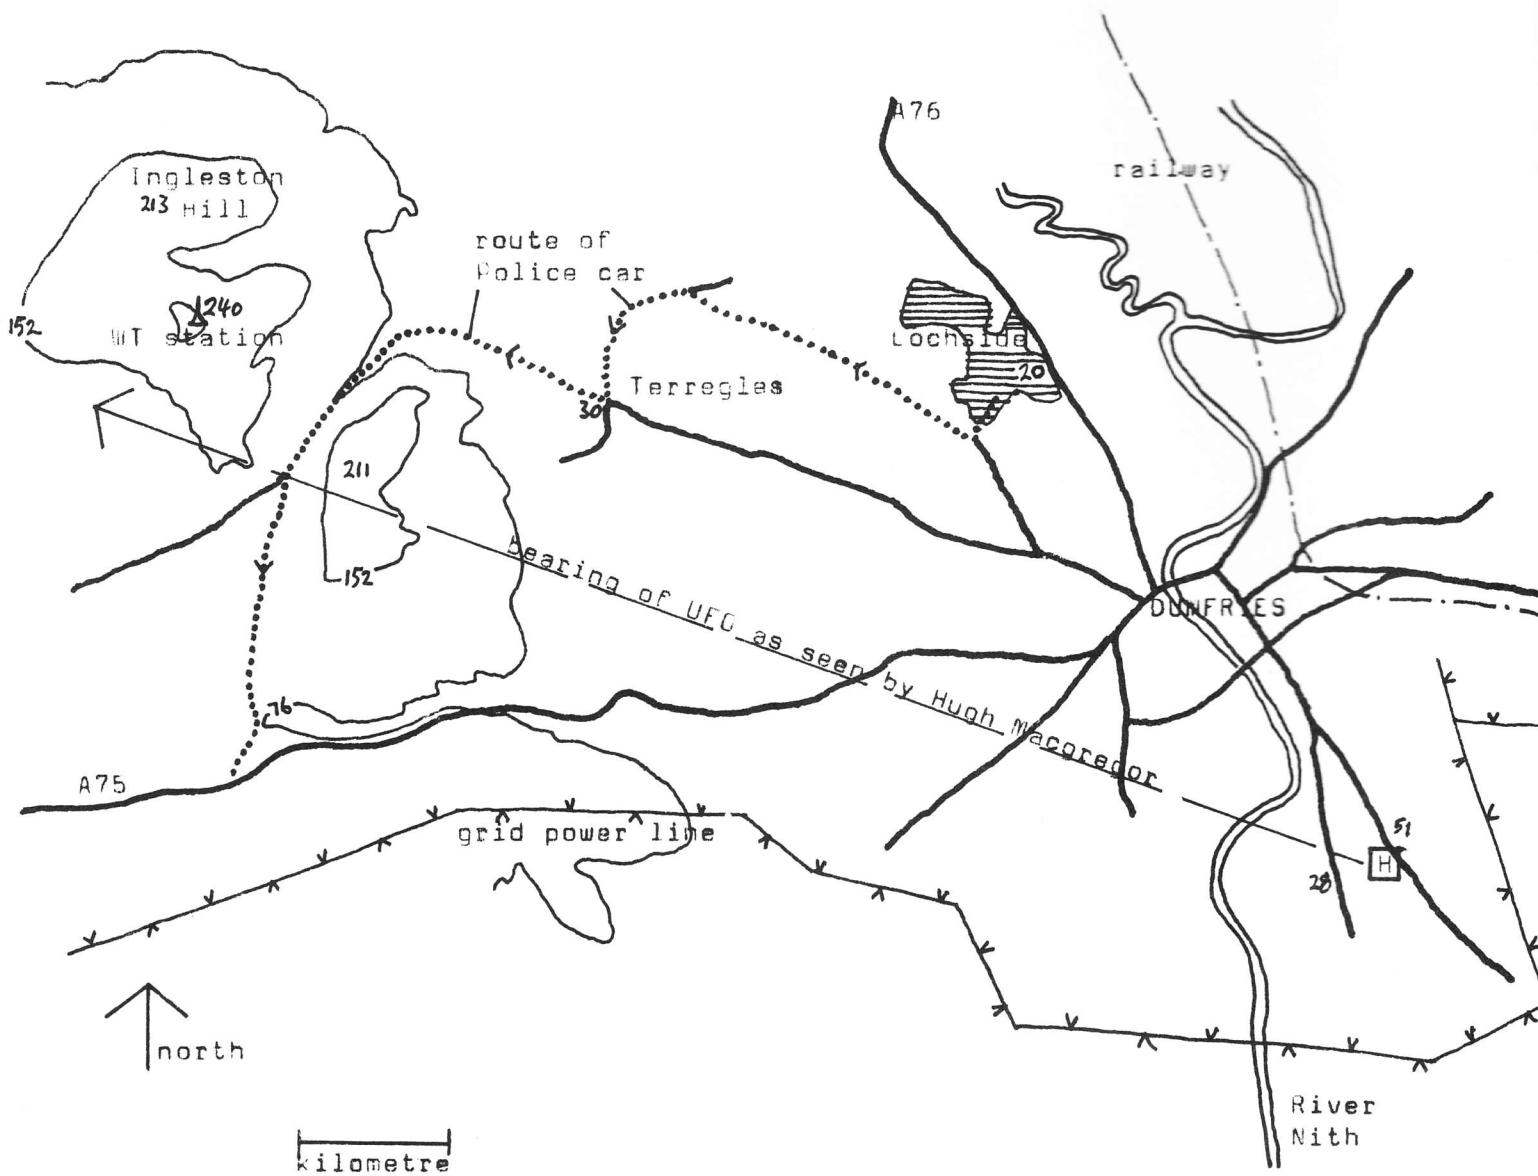 A76
railway
Ingleston
213 Hill
route of
Police car
240
152
WT station
Lochside
20
Terregles
30
211
152
bearing of UFO as seen by Hugh Macgregor
DUMFRIES
76
A75
grid power line
51
H
28
north
River
Nith
kilometre